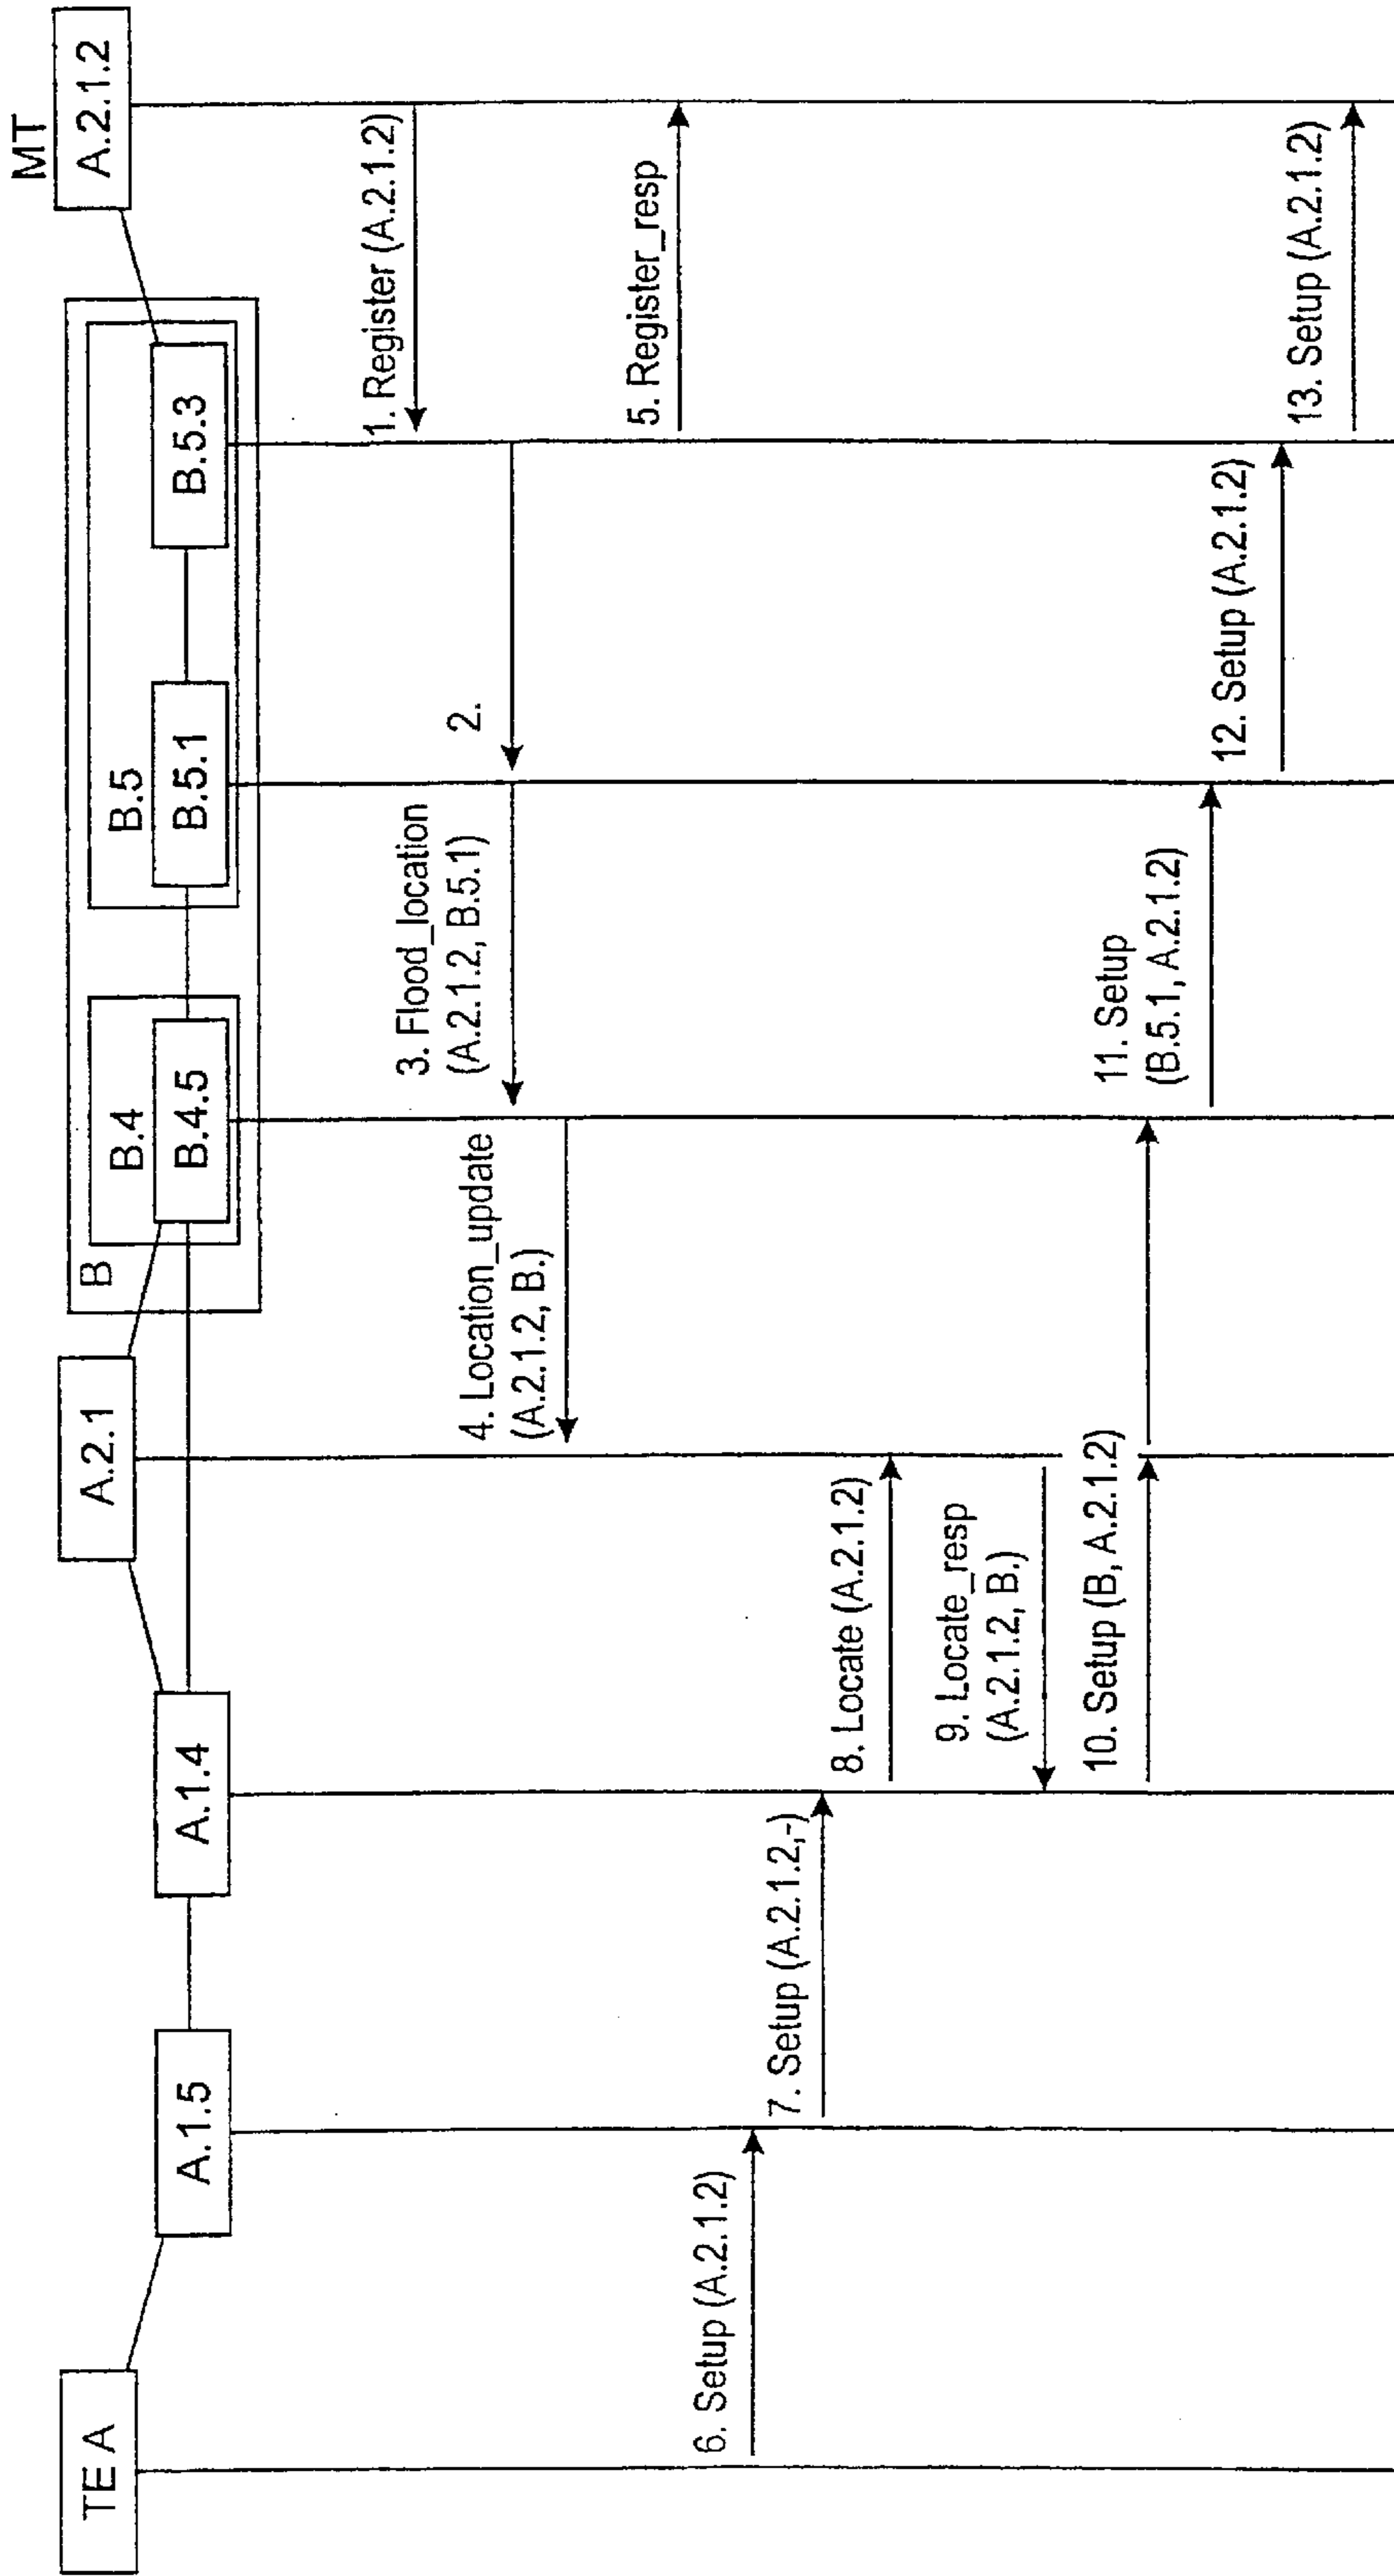 TE A
A.1.5
A.1.4
A.2.1
B
B.4
B.4.5
B.5
B.5.1
B.5.3
MT
A.2.1.2
1. Register (A.2.1.2)
2.
3. Flood_location
(A.2.1.2, B.5.1)
4. Location_update
(A.2.1.2, B.)
5. Register_resp
6. Setup (A.2.1.2)
7. Setup (A.2.1.2,-)
8. Locate (A.2.1.2)
9. Locate_resp
(A.2.1.2, B.)
10. Setup (B, A.2.1.2)
11. Setup
(B.5.1, A.2.1.2)
12. Setup (A.2.1.2)
13. Setup (A.2.1.2)